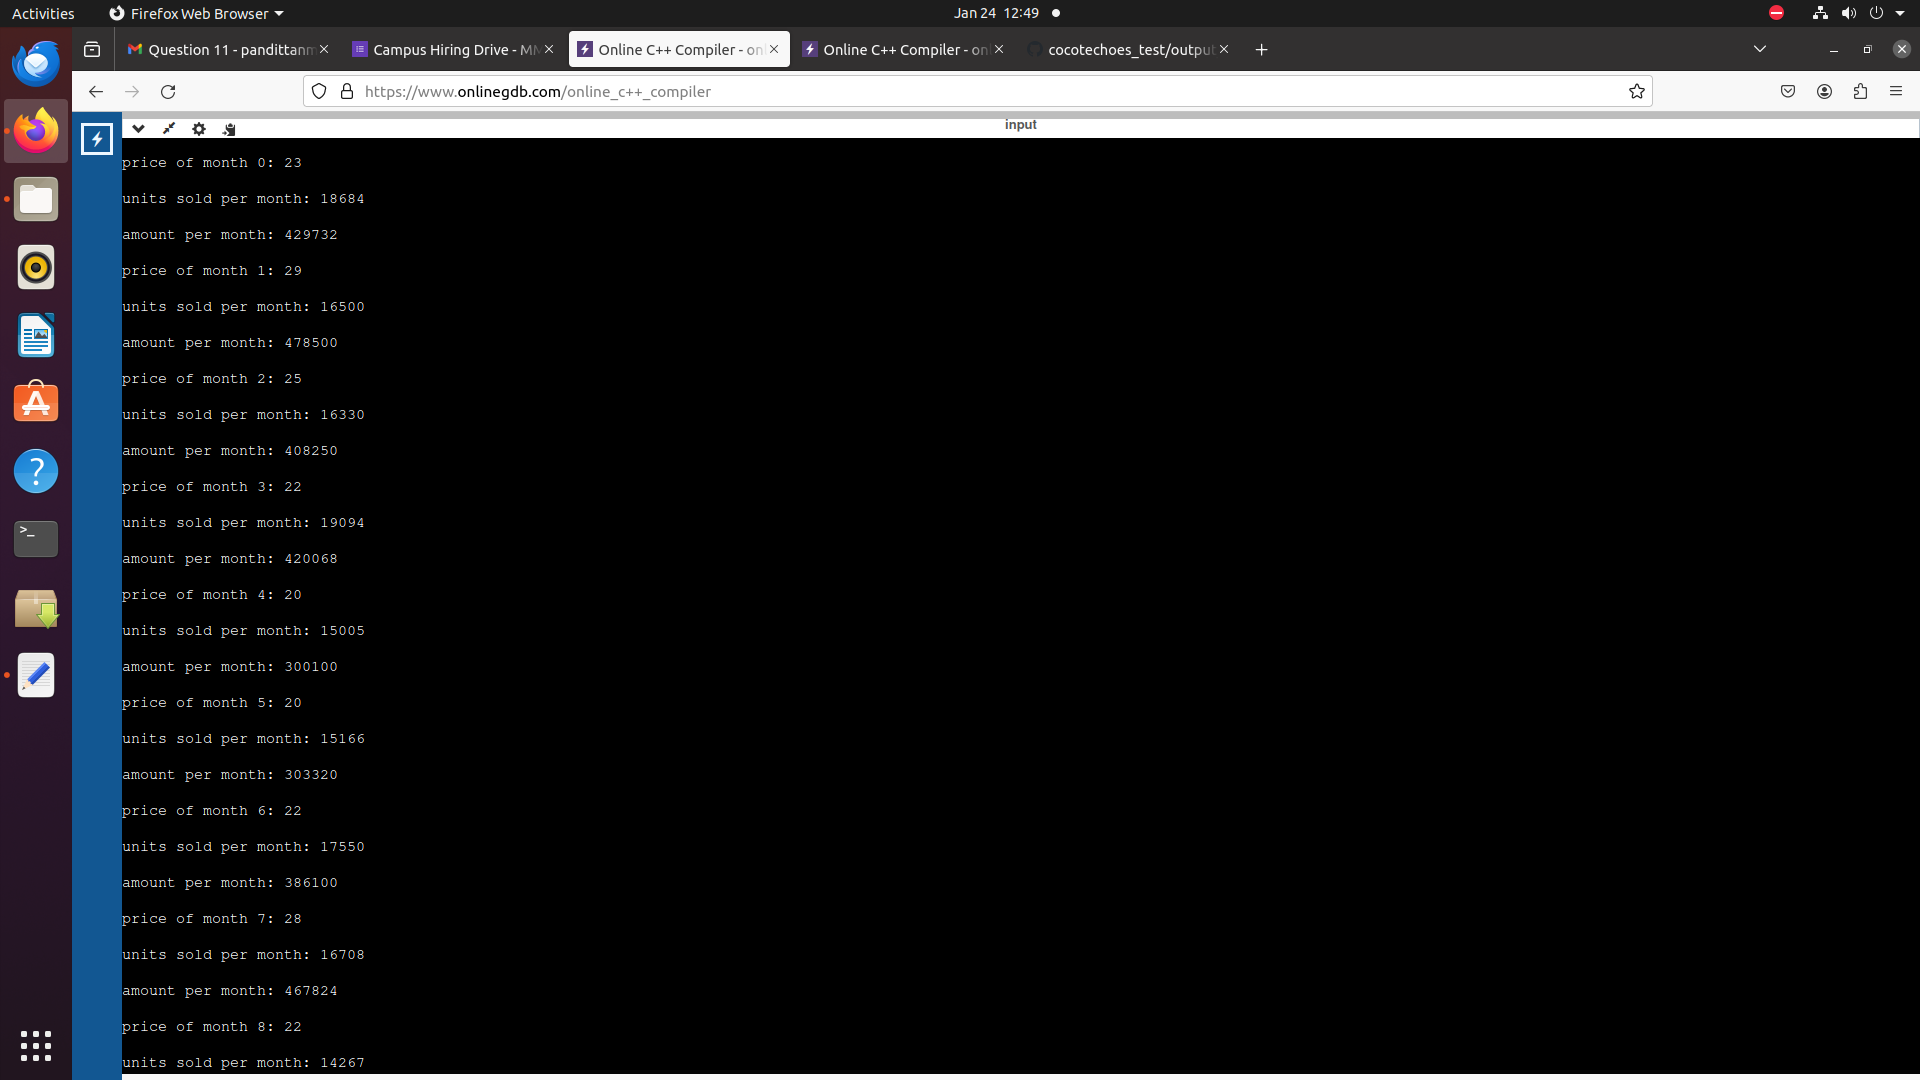 Activities
Firefox Web Browser
Jan 24 12:49
Question 11 - pandittanm
Campus Hiring Drive - MM
Online C++ Compiler - onl
Online C++ Compiler - onl
cocotechoes_test/output
https://www.onlinegdb.com/online_c++_compiler
input
price of month 0: 23
units sold per month: 18684
amount per month: 429732
price of month 1: 29
units sold per month: 16500
amount per month: 478500
price of month 2: 25
units sold per month: 16330
amount per month: 408250
price of month 3: 22
units sold per month: 19094
amount per month: 420068
price of month 4: 20
units sold per month: 15005
amount per month: 300100
price of month 5: 20
units sold per month: 15166
amount per month: 303320
price of month 6: 22
units sold per month: 17550
amount per month: 386100
price of month 7: 28
units sold per month: 16708
amount per month: 467824
price of month 8: 22
units sold per month: 14267